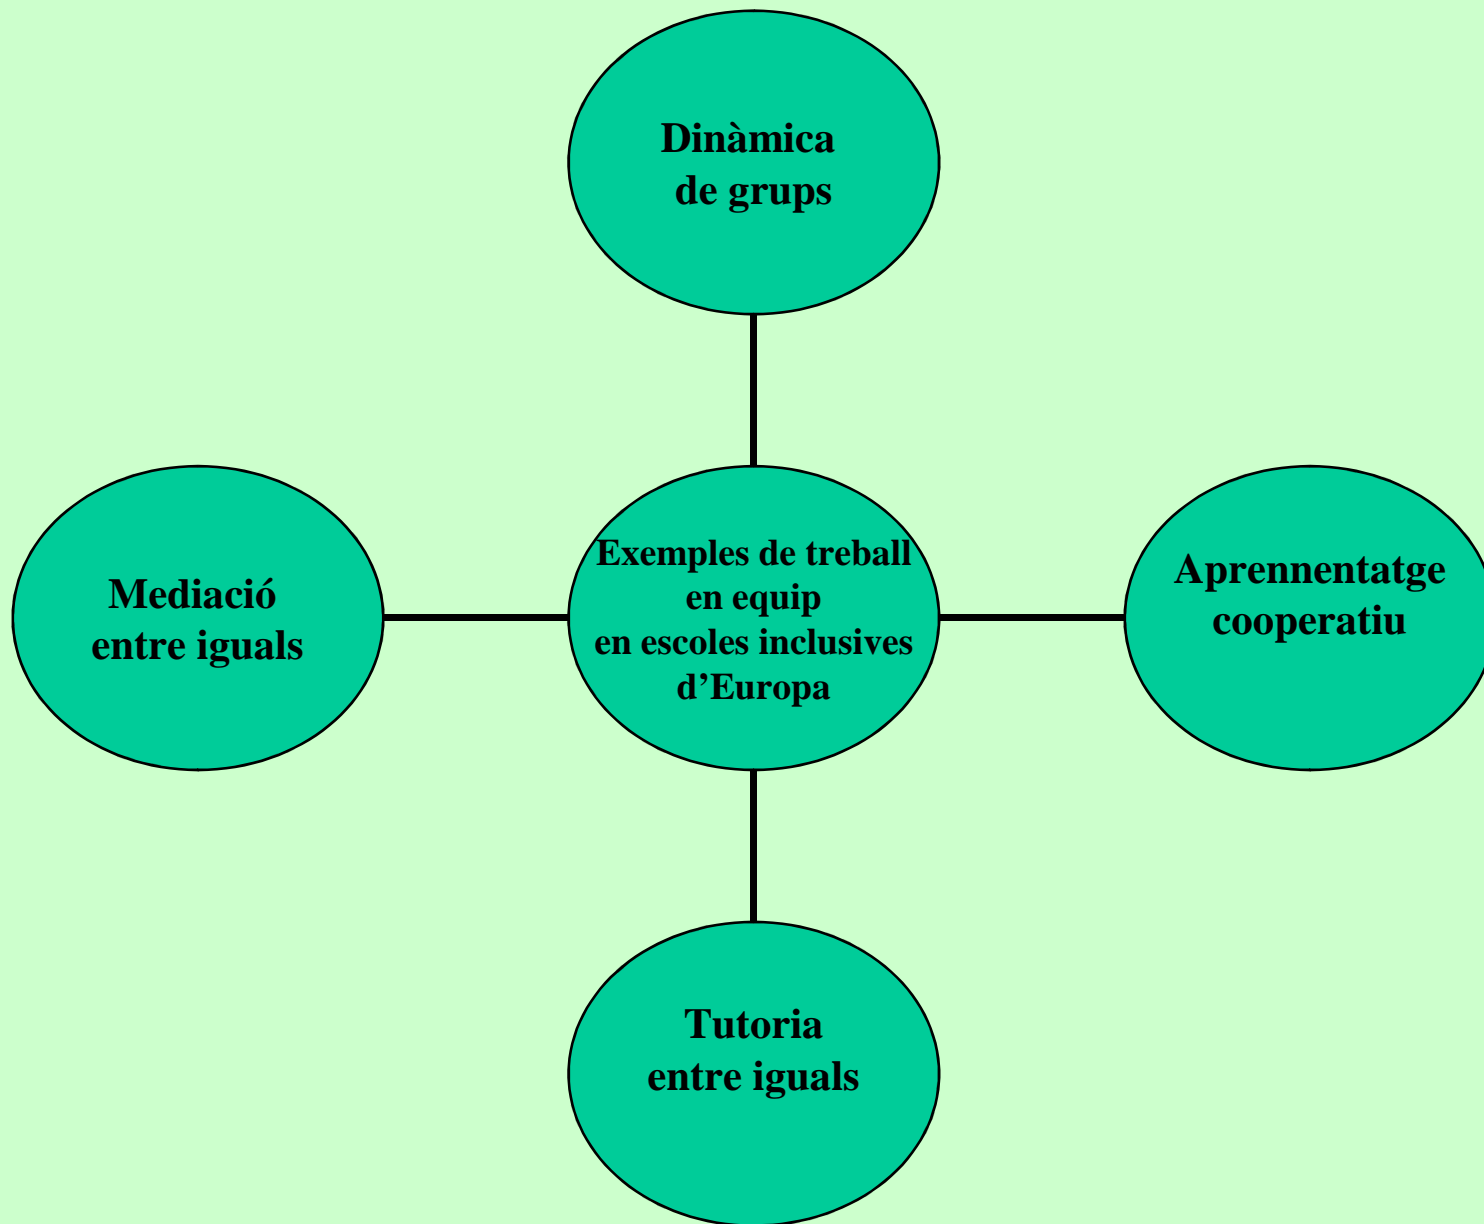 Dinàmica
de grups
Mediació
entre iguals
Exemples de treball
en equip
en escoles inclusives
d’Europa
Aprennentatge
cooperatiu
Tutoria
entre iguals